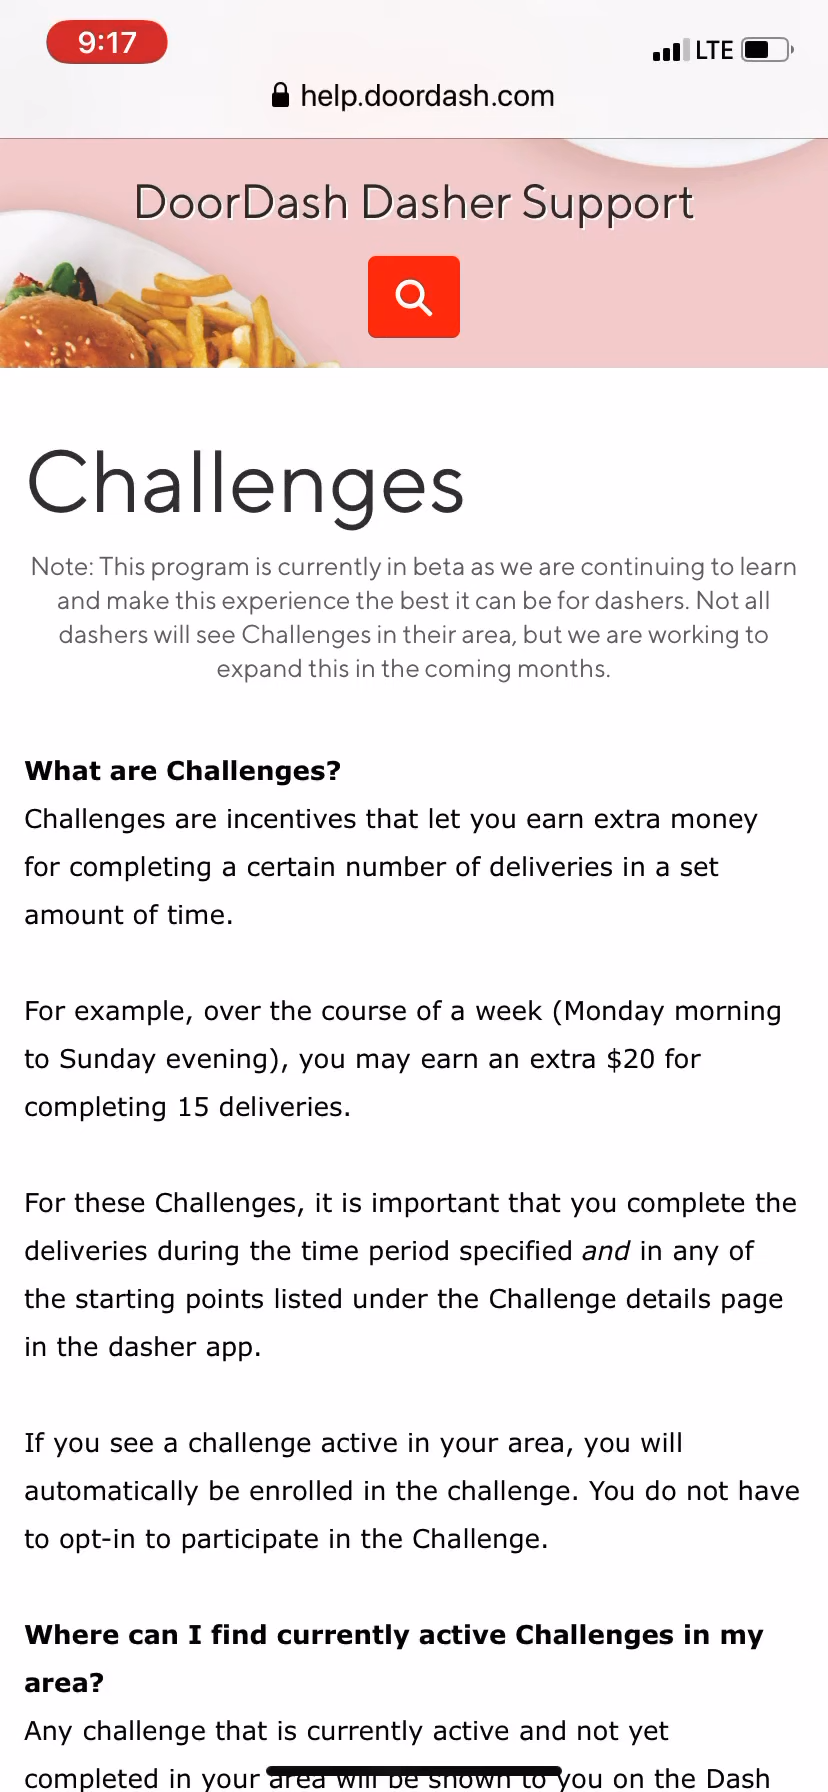 9:17
LTE
help.doordash.com
DoorDash Dasher Support
Challenges
Note: This program is currently in beta as we are continuing to learn
and make this experience the best it can be for dashers. Not all
dashers will see Challenges in their area, but we are working to
expand this in the coming months.
What are Challenges?
Challenges are incentives that let you earn extra money
for completing a certain number of deliveries in a set
amount of time.
For example, over the course of a week (Monday morning
to Sunday evening), you may earn an extra $20 for
completing 15 deliveries.
For these Challenges, it is important that you complete the
deliveries during the time period specified and in any of
the starting points listed under the Challenge details page
in the dasher app.
If you see a challenge active in your area, you will
automatically be enrolled in the challenge. You do not have
to opt-in to participate in the Challenge.
Where can I find currently active Challenges in my
area?
Any challenge that is currently active and not yet
completed in your area will be shown to you on the Dash